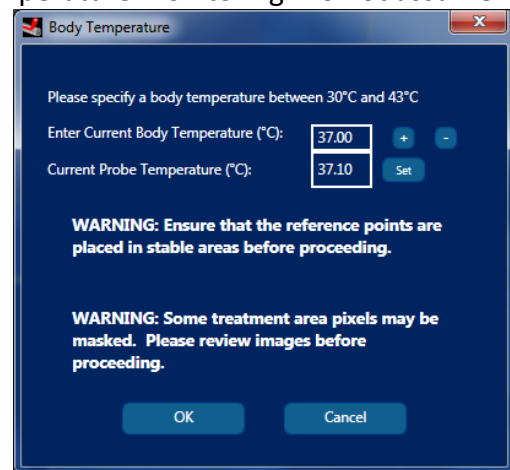 Body Temperature
Please specify a body temperature between 30°C and 43°C
Enter Current Body Temperature (°C): 37.00 + -
Current Probe Temperature (°C): 37.10 Set
WARNING: Ensure that the reference points are
placed in stable areas before proceeding.
WARNING: Some treatment area pixels may be
masked. Please review images before
proceeding.
OK Cancel